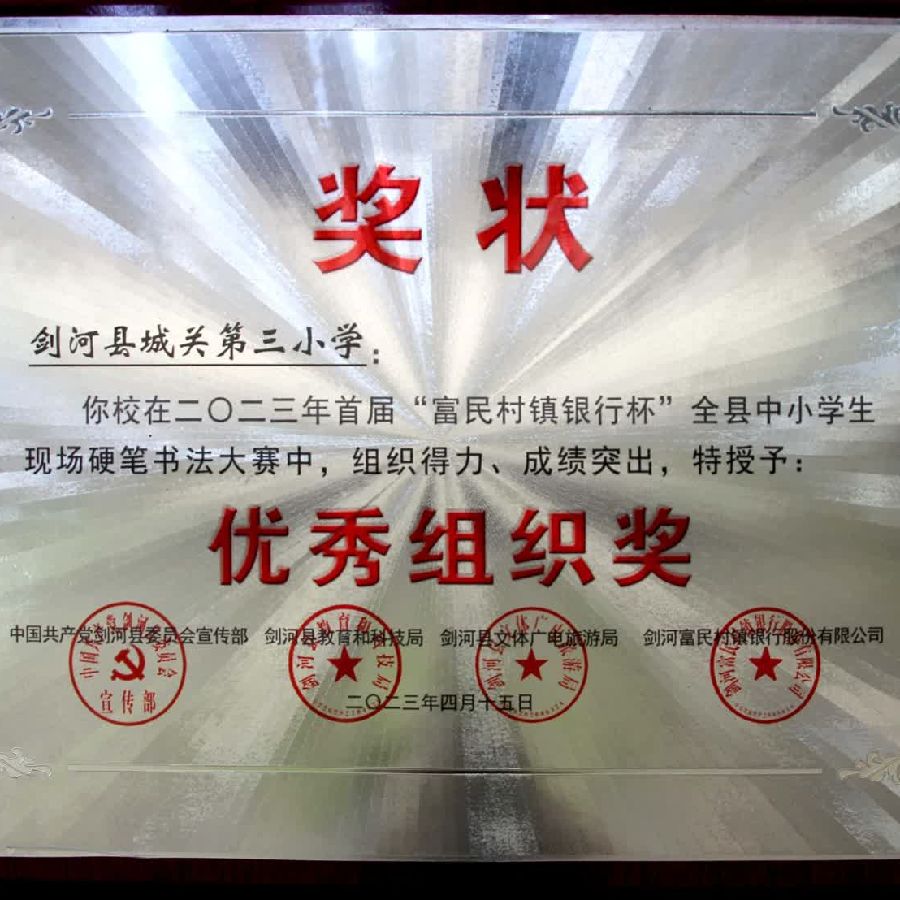 奖状
剑河县城关第三小学：
你校在二〇二三年首届“富民村镇银行杯”全县中小学生
现场硬笔书法大赛中，组织得力、成绩突出，特授予：
优秀组织奖
中国共产党剑河县委员会宣传部 剑河县教育和科技局 剑河县文体广电旅游局 剑河富民村镇银行股份有限公司
宣传部
二〇二三年四月十五日